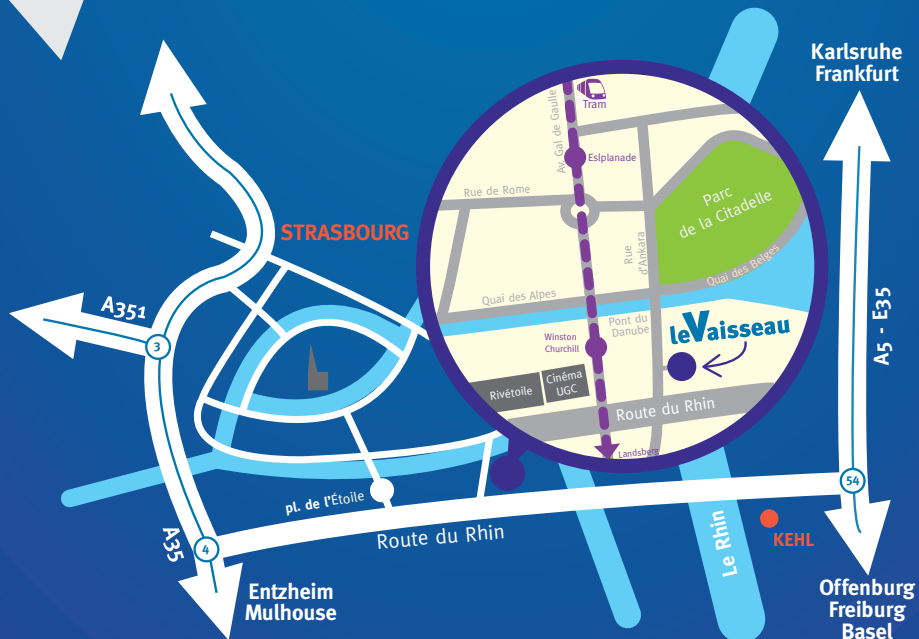 Karlsruhe
Frankfurt
Tram
Av. Gal de Gaulle
Eslplanade
Rue de Rome
Parc
de la Citadelle
STRASBOURG
Rue
d'Ankara
Quai des Belges
Quai des Alpes
A351
A5 - E35
Pont du
Danube
leVaisseau
Winston
Churchill
3
Rivétoile
Cinéma
UGC
Route du Rhin
Landsberg
54
pl. de l'Étoile
Route du Rhin
Le Rhin
KEHL
A35
4
Entzheim
Mulhouse
Offenburg
Freiburg
Basel